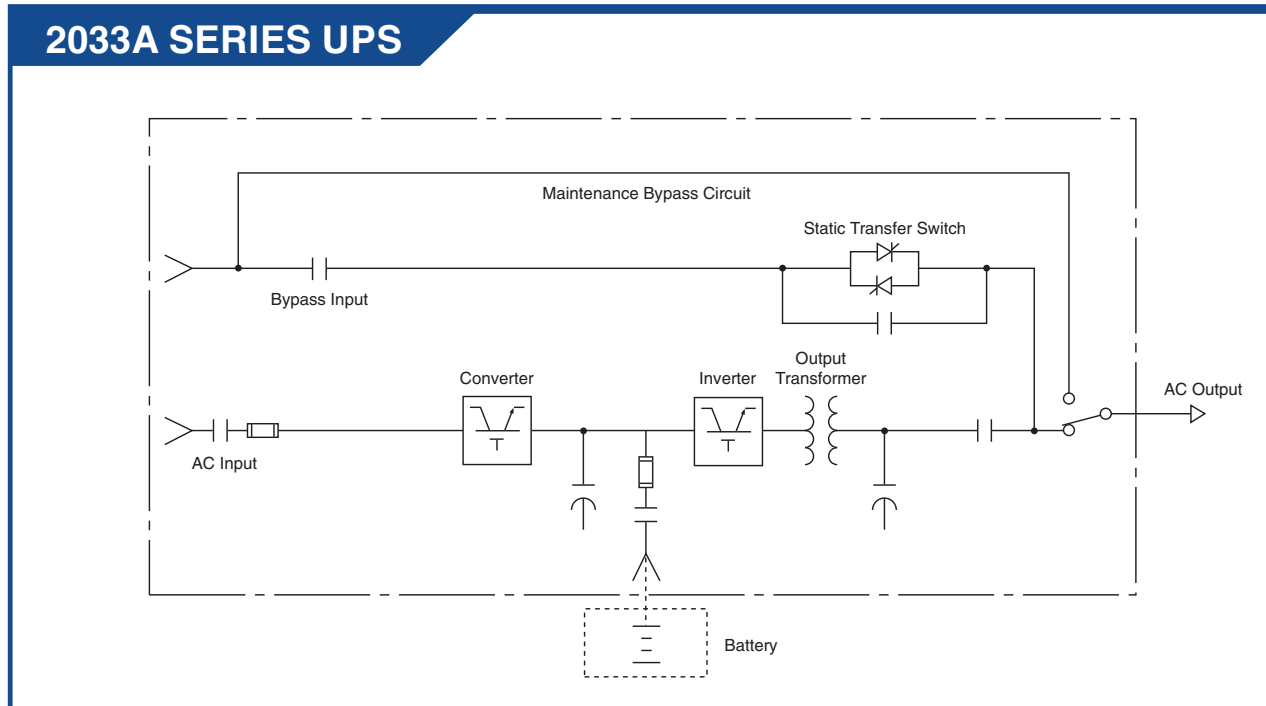 2033A SERIES UPS
Maintenance Bypass Circuit
Static Transfer Switch
Bypass Input
Output
Transformer
Converter
Inverter
AC Output
AC Input
Battery